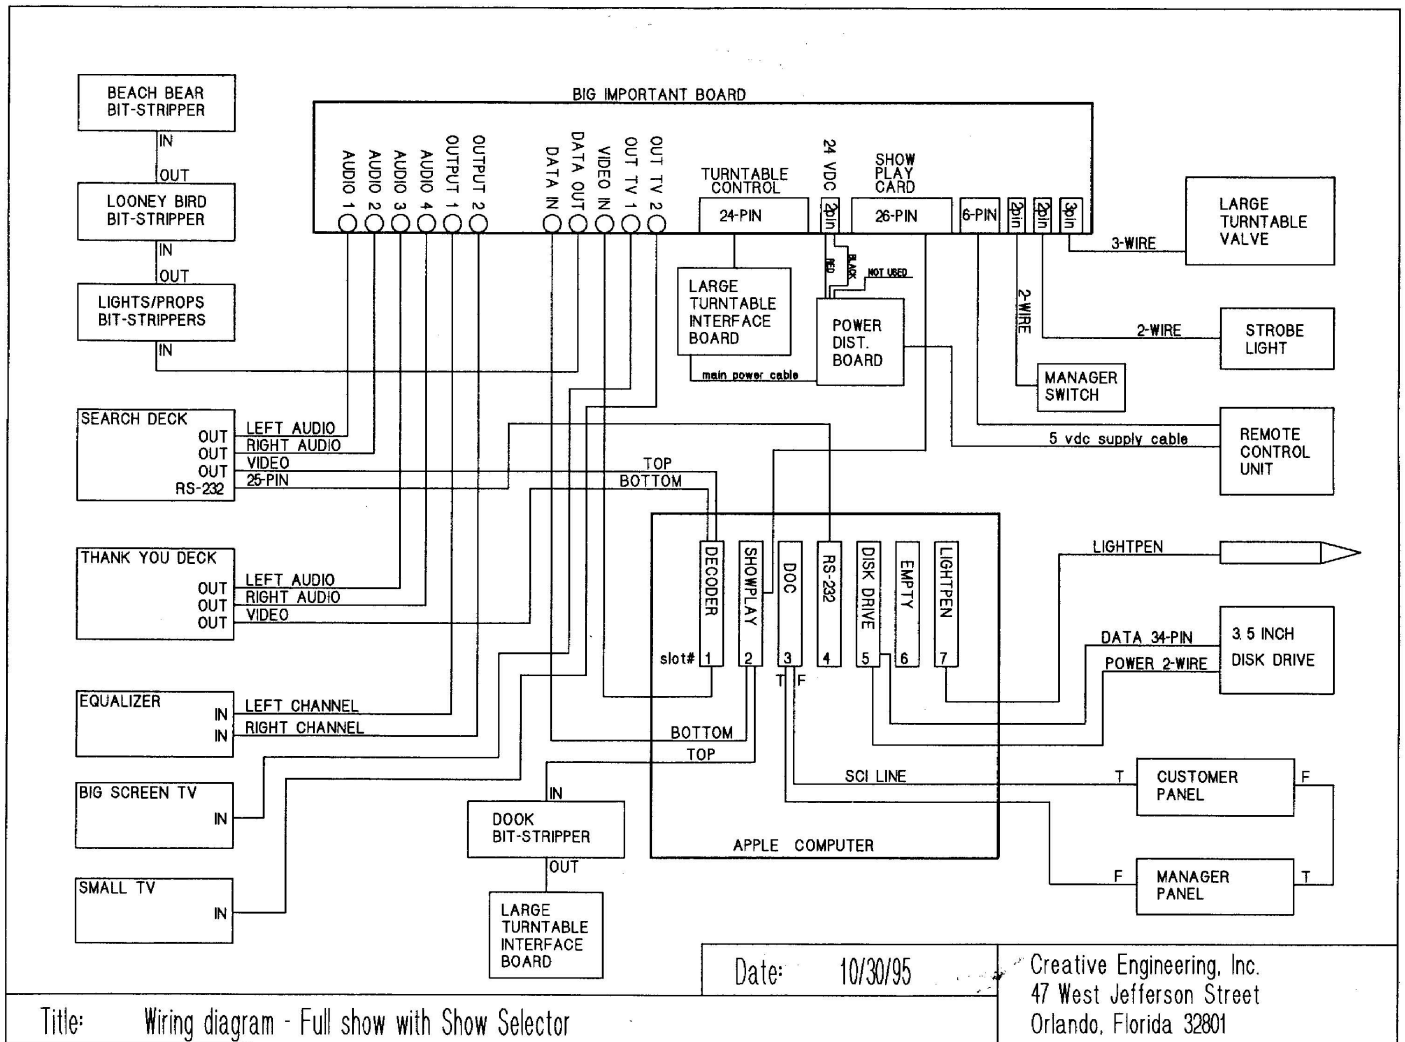 BIG IMPORTANT BOARD
BEACH BEAR
BIT-STRIPPER
IN
OUT
LOONEY BIRD
BIT-STRIPPER
IN
OUT
LIGHTS/PROPS
BIT-STRIPPERS
IN
AUDIO 1
AUDIO 2
AUDIO 3
AUDIO 4
OUTPUT 1
OUTPUT 2
DATA IN
DATA OUT
VIDEO IN
OUT TV 1
OUT TV 2
TURNTABLE
CONTROL
24-PIN
24 VDC
2pin
SHOW
PLAY
CARD
26-PIN
6-PIN
2pin
2pin
3pin
3-WIRE
LARGE
TURNTABLE
VALVE
RED
BLACK
NOT USED
LARGE
TURNTABLE
INTERFACE
BOARD
POWER
DIST.
BOARD
main power cable
2-WIRE
2-WIRE
STROBE
LIGHT
MANAGER
SWITCH
5 vdc supply cable
REMOTE
CONTROL
UNIT
SEARCH DECK
OUT
OUT
OUT
RS-232
LEFT AUDIO
RIGHT AUDIO
VIDEO
25-PIN
TOP
BOTTOM
THANK YOU DECK
OUT
OUT
OUT
LEFT AUDIO
RIGHT AUDIO
VIDEO
DECODER
SHOWPLAY
DOC
RS-232
DISK DRIVE
EMPTY
LIGHTPEN
slot#
1
2
3
4
5
6
7
T
F
LIGHTPEN
DATA 34-PIN
POWER 2-WIRE
3.5 INCH
DISK DRIVE
EQUALIZER
IN
IN
LEFT CHANNEL
RIGHT CHANNEL
BOTTOM
TOP
SCI LINE
T
CUSTOMER
PANEL
F
BIG SCREEN TV
IN
IN
DOOK
BIT-STRIPPER
OUT
APPLE COMPUTER
F
MANAGER
PANEL
T
SMALL TV
IN
LARGE
TURNTABLE
INTERFACE
BOARD
Date: 10/30/95
Creative Engineering, Inc.
47 West Jefferson Street
Orlando, Florida 32801
Title: Wiring diagram - Full show with Show Selector